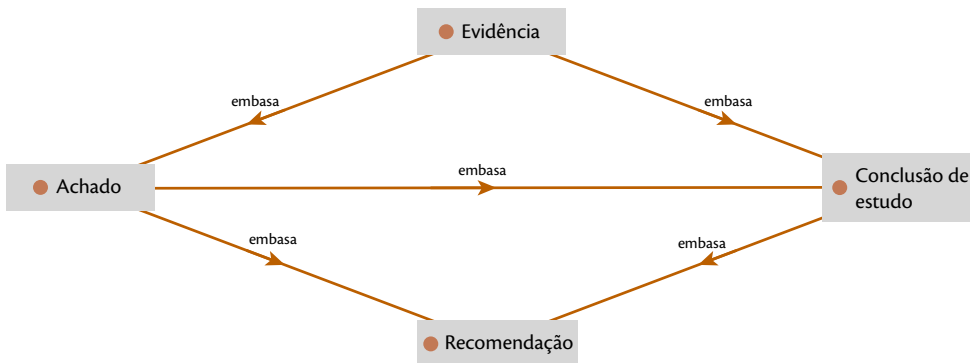 Evidência
embasa
embasa
Achado
embasa
Conclusão de
estudo
embasa
embasa
Recomendação